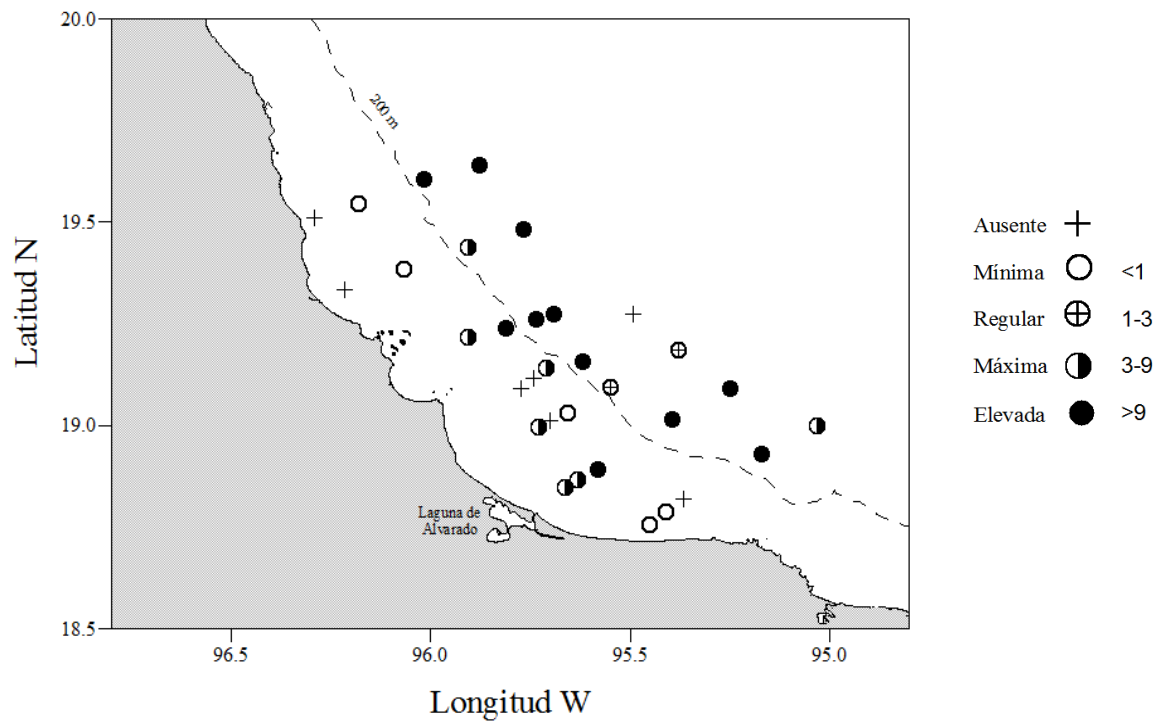 20.0
19.5
19.0
18.5
Latitud N
200 m
Laguna de
Alvarado
96.5 96.0 95.5 95.0
Longitud W
Ausente
Mínima <1
Regular 1-3
Máxima 3-9
Elevada >9